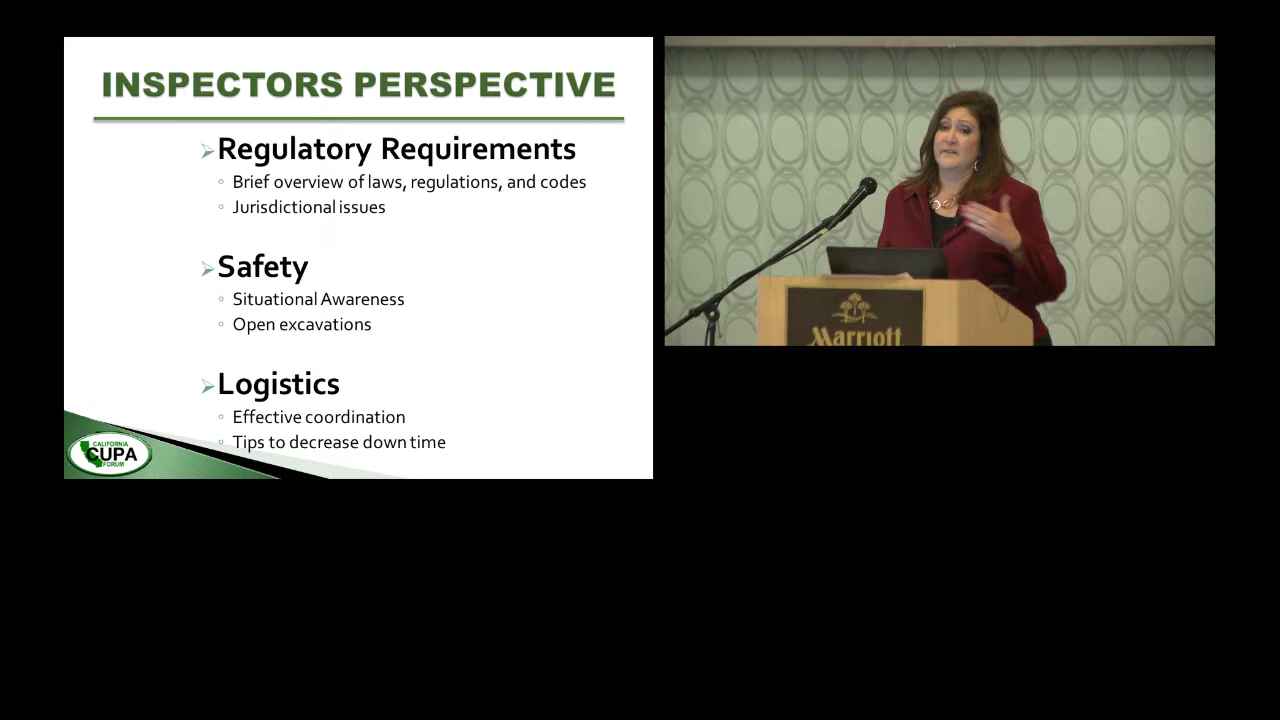 INSPECTORS PERSPECTIVE
Regulatory Requirements
Brief overview of laws, regulations, and codes
Jurisdictional issues
Safety
Situational Awareness
Open excavations
Logistics
Effective coordination
Tips to decrease down time
CALIFORNIA
CUPA
FORUM
Marriott